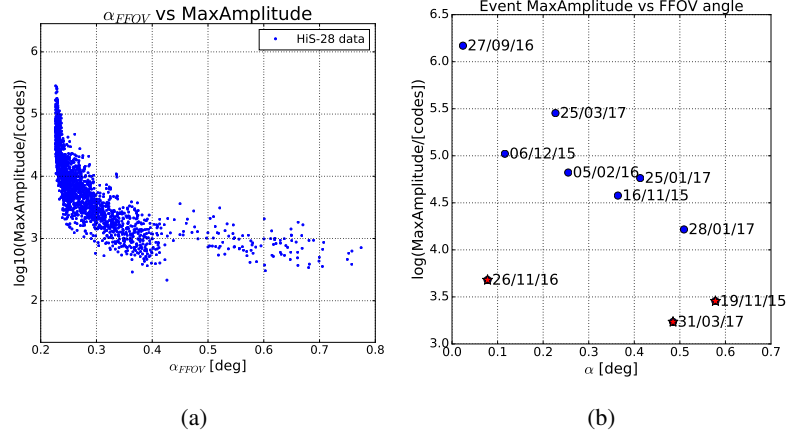 α_FFOV vs MaxAmplitude
HiS-28 data
log10(MaxAmplitude/[codes])
6
5
4
3
2
0.2 0.3 0.4 0.5 0.6 0.7 0.8
α_FFOV [deg]
(a)
Event MaxAmplitude vs FFOV angle
log(MaxAmplitude/[codes])
6.5
6.0
5.5
5.0
4.5
4.0
3.5
3.0
27/09/16
25/03/17
06/12/15
05/02/16
25/01/17
16/11/15
28/01/17
26/11/16
19/11/15
31/03/17
0.0 0.1 0.2 0.3 0.4 0.5 0.6 0.7
α [deg]
(b)